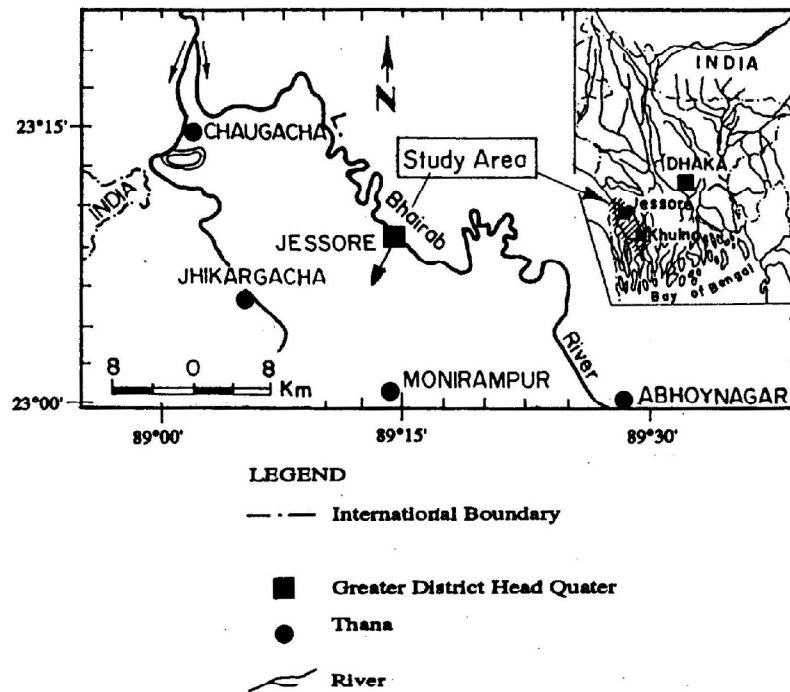 INDIA
N
23°15'
CHAUGACHA
L.
DHAKA
Study Area
Jessore
INDIA
Bhairab
JESSORE
Khulna
JHIKARGACHA
Bay of Bengal
8 0 8
River
Km
MONIRAMPUR
23°00'
ABHOYNAGAR
89°00' 89°15' 89°30'
LEGEND
International Boundary
Greater District Head Quater
Thana
River